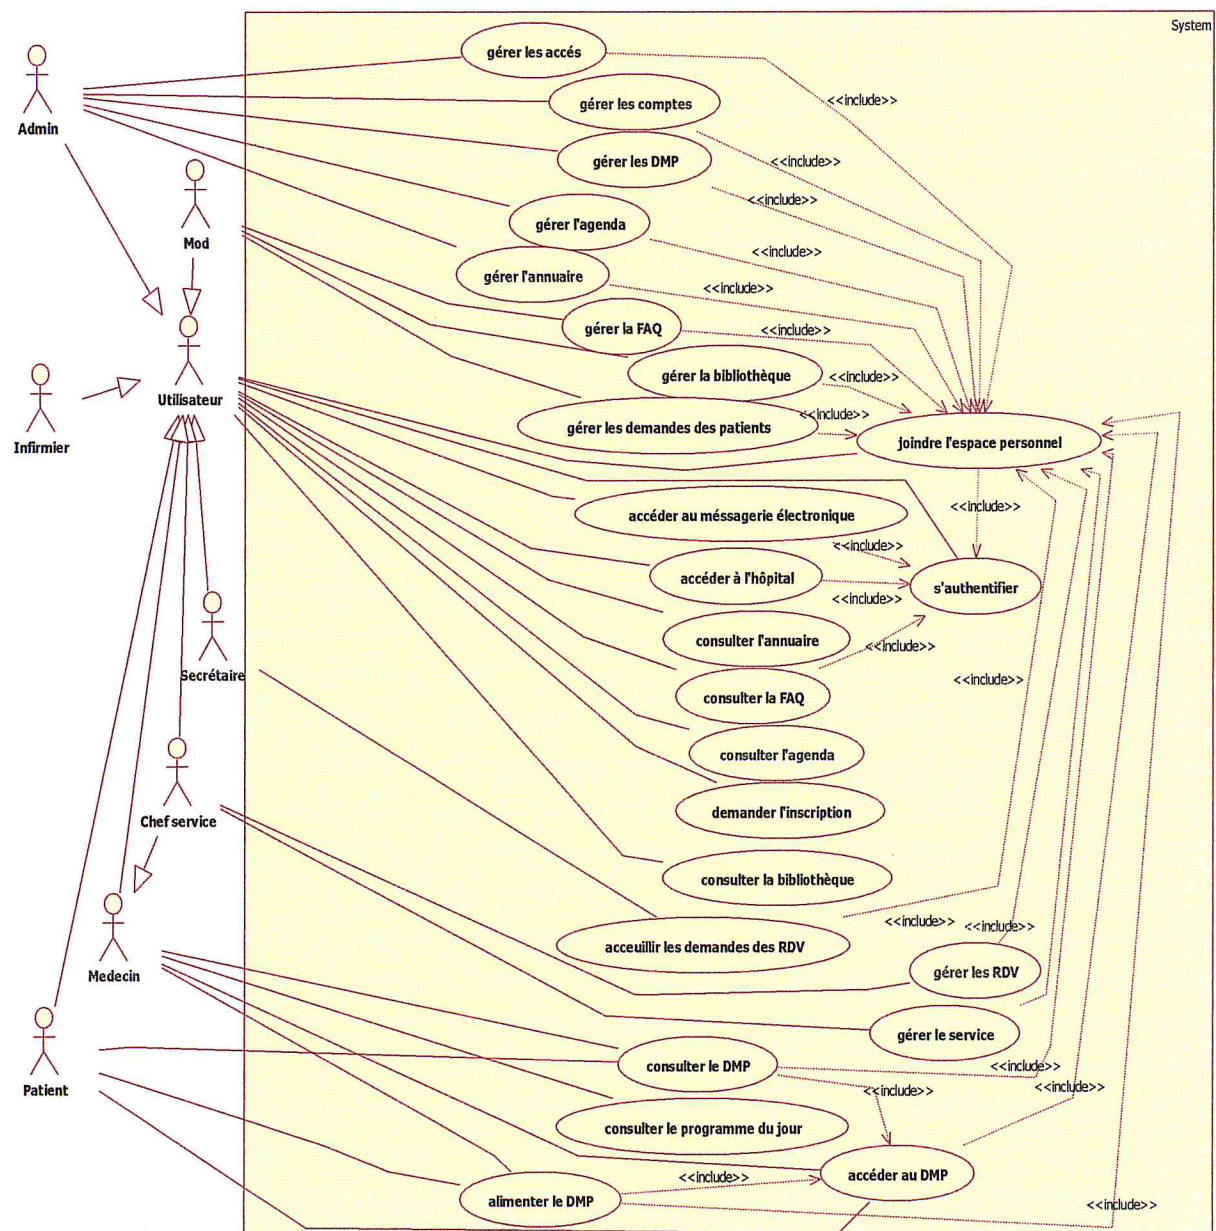 System
gérer les accés
<<include>>
gérer les comptes
Admin
gérer les DMP
<<include>>
<<include>>
gérer l'agenda
Mod
<<include>>
gérer l'annuaire
<<include>>
gérer la FAQ
<<include>>
gérer la bibliothèque
<<include>>
Utilisateur
<<include>>
gérer les demandes des patients
joindre l'espace personnel
Infirmier
<<include>>
accéder au méssagerie électronique
<<include>>
accéder à l'hôpital
s'authentifier
<<include>>
consulter l'annuaire
<<include>>
Secrétaire
<<include>>
consulter la FAQ
consulter l'agenda
demander l'inscription
Chef service
consulter la bibliothèque
<<include>>
<<include>>
acceuillir les demandes des RDV
gérer les RDV
Medecin
gérer le service
consulter le DMP
<<include>>
<<include>>
<<include>>
Patient
consulter le programme du jour
accéder au DMP
<<include>>
alimenter le DMP
<<include>>